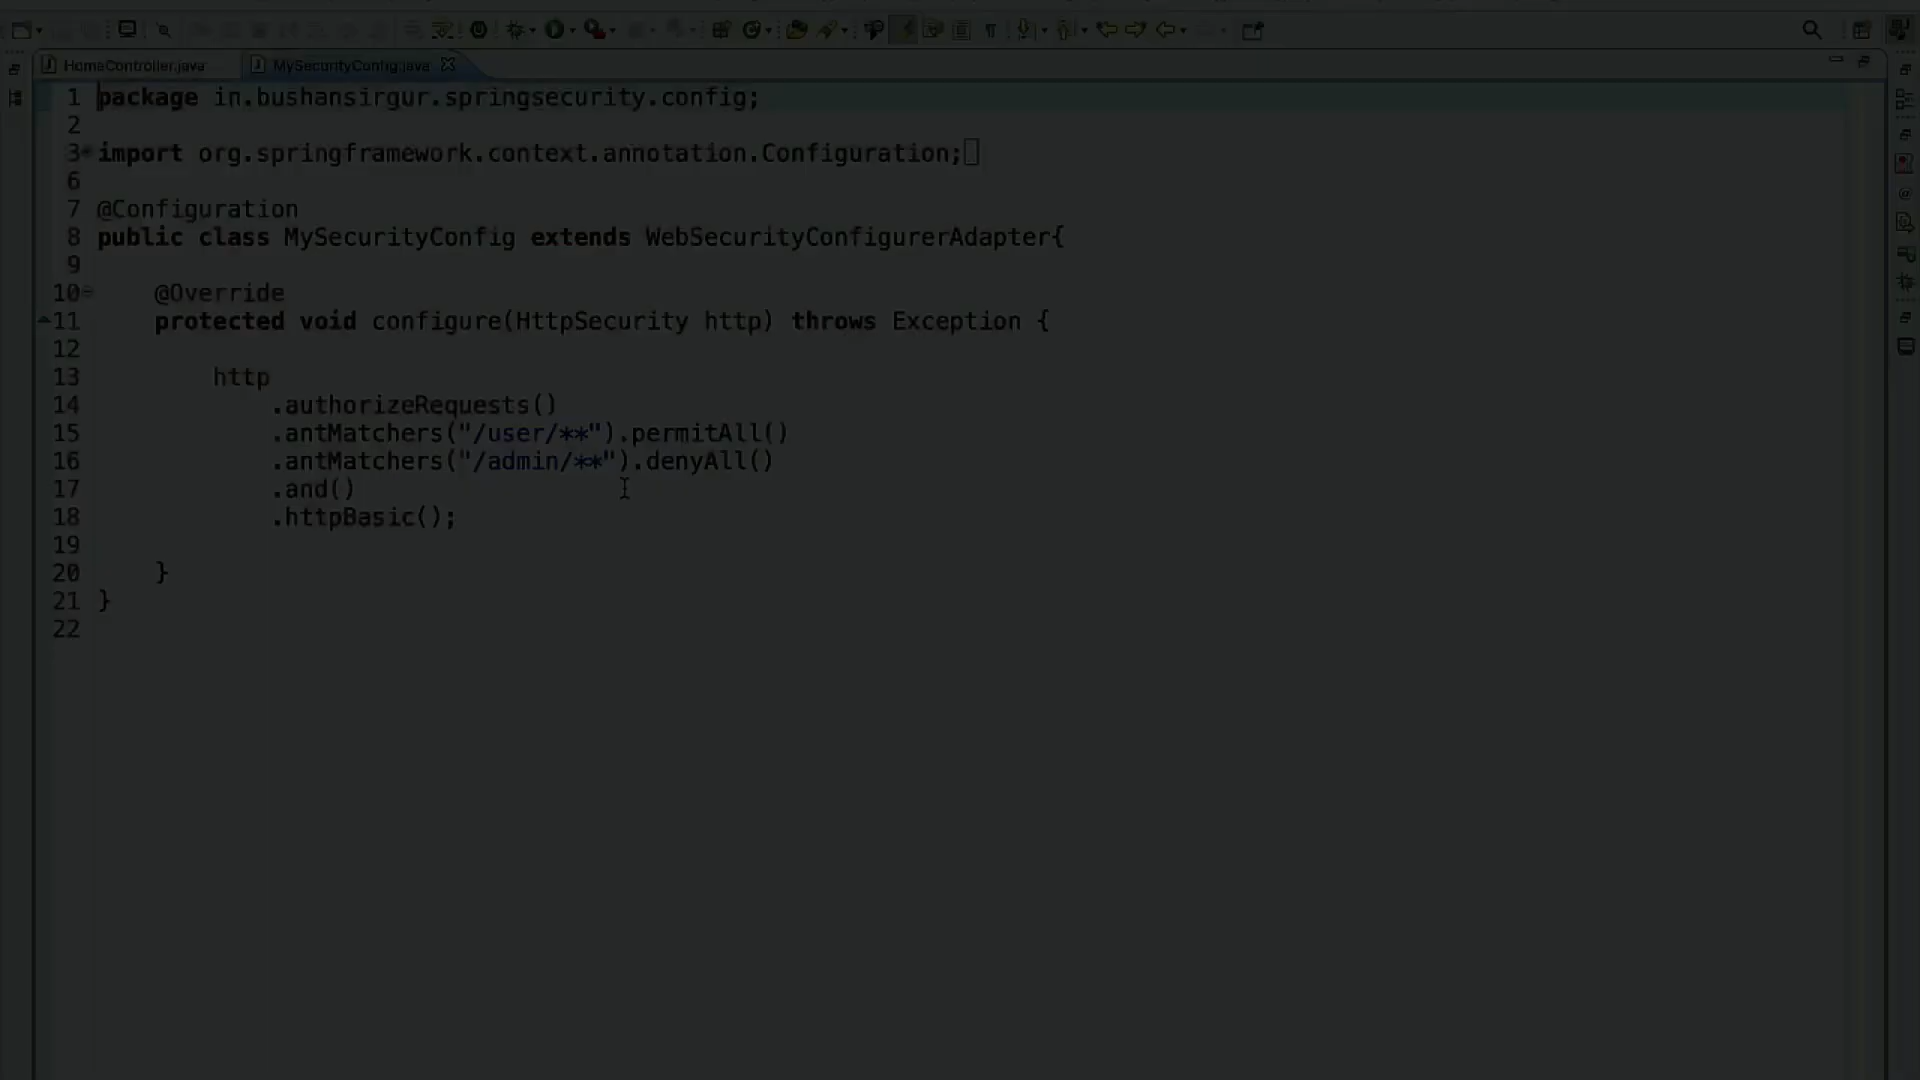 HomaController.java
MySecurityConfig.java
1 package in.bushansirgur.springsecurity.config;
2
3 import org.springframework.context.annotation.Configuration;
6
7 @Configuration
8 public class MySecurityConfig extends WebSecurityConfigurerAdapter{
9
10 @Override
11 protected void configure(HttpSecurity http) throws Exception {
12
13 http
14 .authorizeRequests()
15 .antMatchers("/user/**").permitAll()
16 .antMatchers("/admin/**").denyAll()
17 .and()
18 .httpBasic();
19
20 }
21 }
22